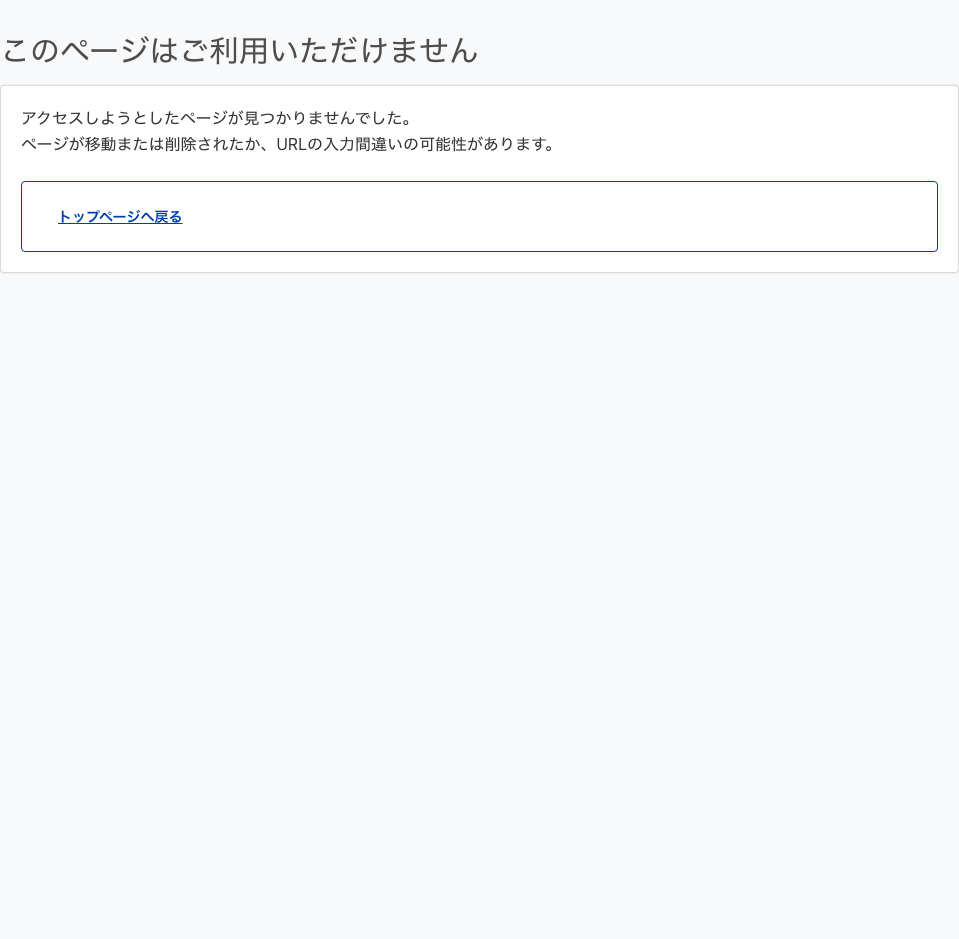 このページはご利用いただけません
アクセスしようとしたページが見つかりませんでした。
ページが移動または削除されたか、URLの入力間違いの可能性があります。
トップページへ戻る